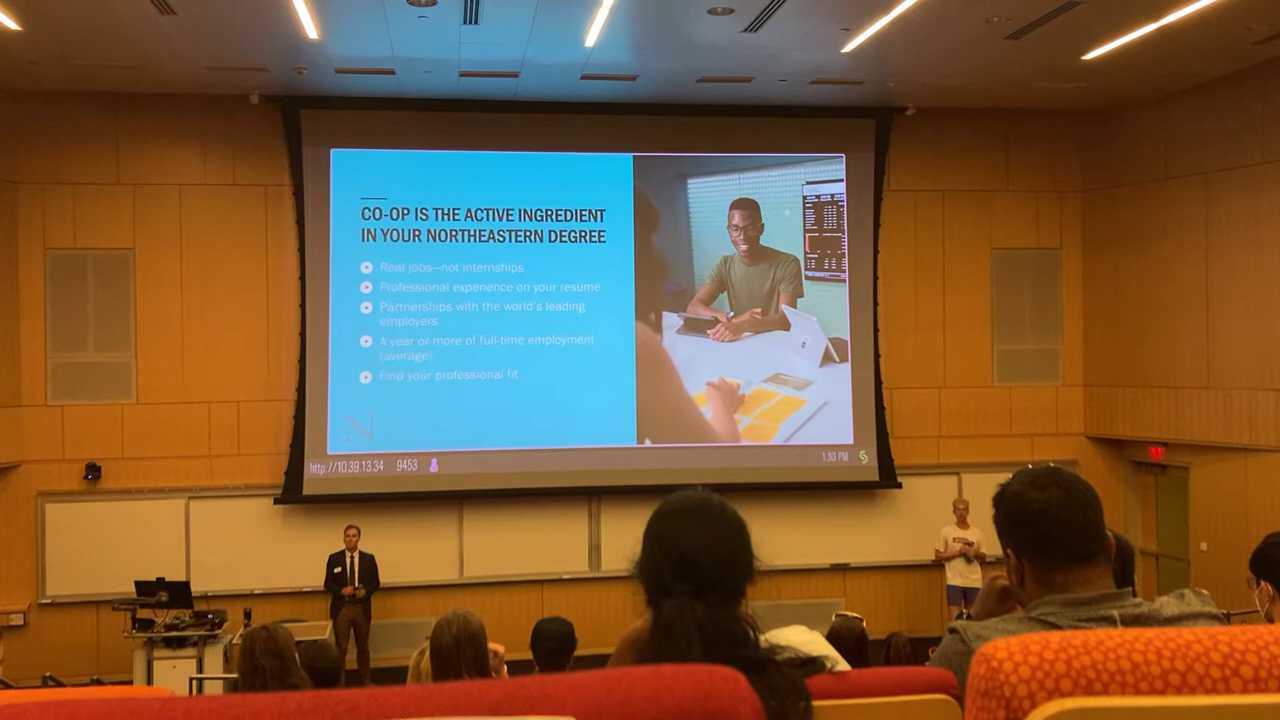 CO-OP IS THE ACTIVE INGREDIENT
IN YOUR NORTHEASTERN DEGREE
Real jobs—not internships
Professional experience on your resume
Partnerships with the world's leading
employers
4 year or more of full-time employment
(average)
Find your professional fit
N
http://10.39.13.34 9453
1:30 PM